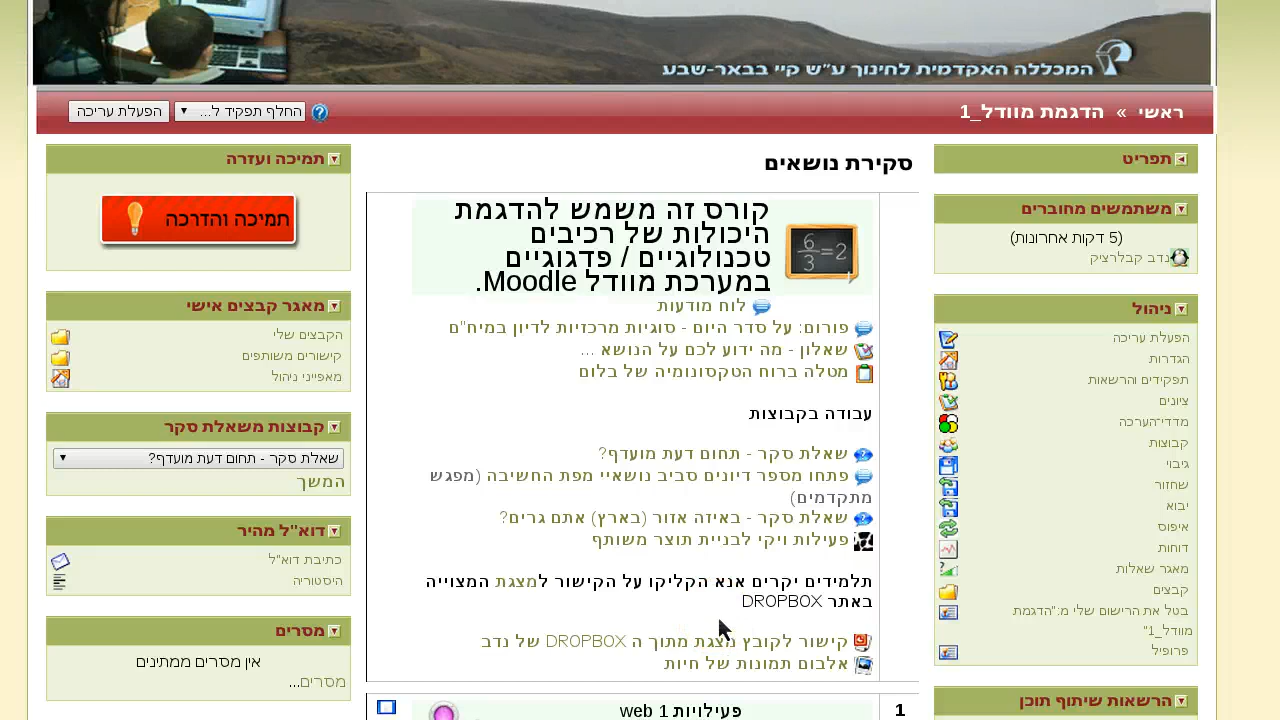 המכללה האקדמית לחינוך ע״ש קיי בבאר-שבע
ראשי » הדגמת מוודל_1
החלף תפקיד ל...
הפעלת עריכה
תפריט
משתמשים מחוברים
(5 דקות אחרונות)
נדב קבלרציק
ניהול
הפעלת עריכה
הגדרות
תפקידים והרשאות
ציונים
מדדי־הערכה
קבוצות
גיבוי
שחזור
יבוא
איפוס
דוחות
מאגר שאלות
קבצים
בטל את הרישום שלי מ:"הדגמת
מוודל_1"
פרופיל
הרשאות שיתוף תוכן
סקירת נושאים
קורס זה משמש להדגמת
היכולות של רכיבים
טכנולוגיים / פדגוגיים
במערכת מוודל Moodle.
לוח מודעות
פורום: על סדר היום - סוגיות מרכזיות לדיון במיח"ם
שאלון - מה ידוע לכם על הנושא ...
מטלה ברוח הטקסונומיה של בלום
עבודה בקבוצות
שאלת סקר - תחום דעת מועדף?
פתחו מספר דיונים סביב נושאיי מפת החשיבה (מפגש
מתקדמים)
שאלת סקר - באיזה אזור (בארץ) אתם גרים?
פעילות ויקי לבניית תוצר משותף
תלמידים יקרים אנא הקליקו על הקישור למצגת המצוייה
באתר DROPBOX
קישור לקובץ מצגת מתוך ה DROPBOX של נדב
אלבום תמונות של חיות
1
פעילויות web 1
תמיכה ועזרה
תמיכה והדרכה
מאגר קבצים אישי
הקבצים שלי
קישורים משותפים
מאפייני ניהול
קבוצות משאלת סקר
שאלת סקר - תחום דעת מועדף?
המשך
דוא"ל מהיר
כתיבת דוא"ל
היסטוריה
מסרים
אין מסרים ממתינים
מסרים...